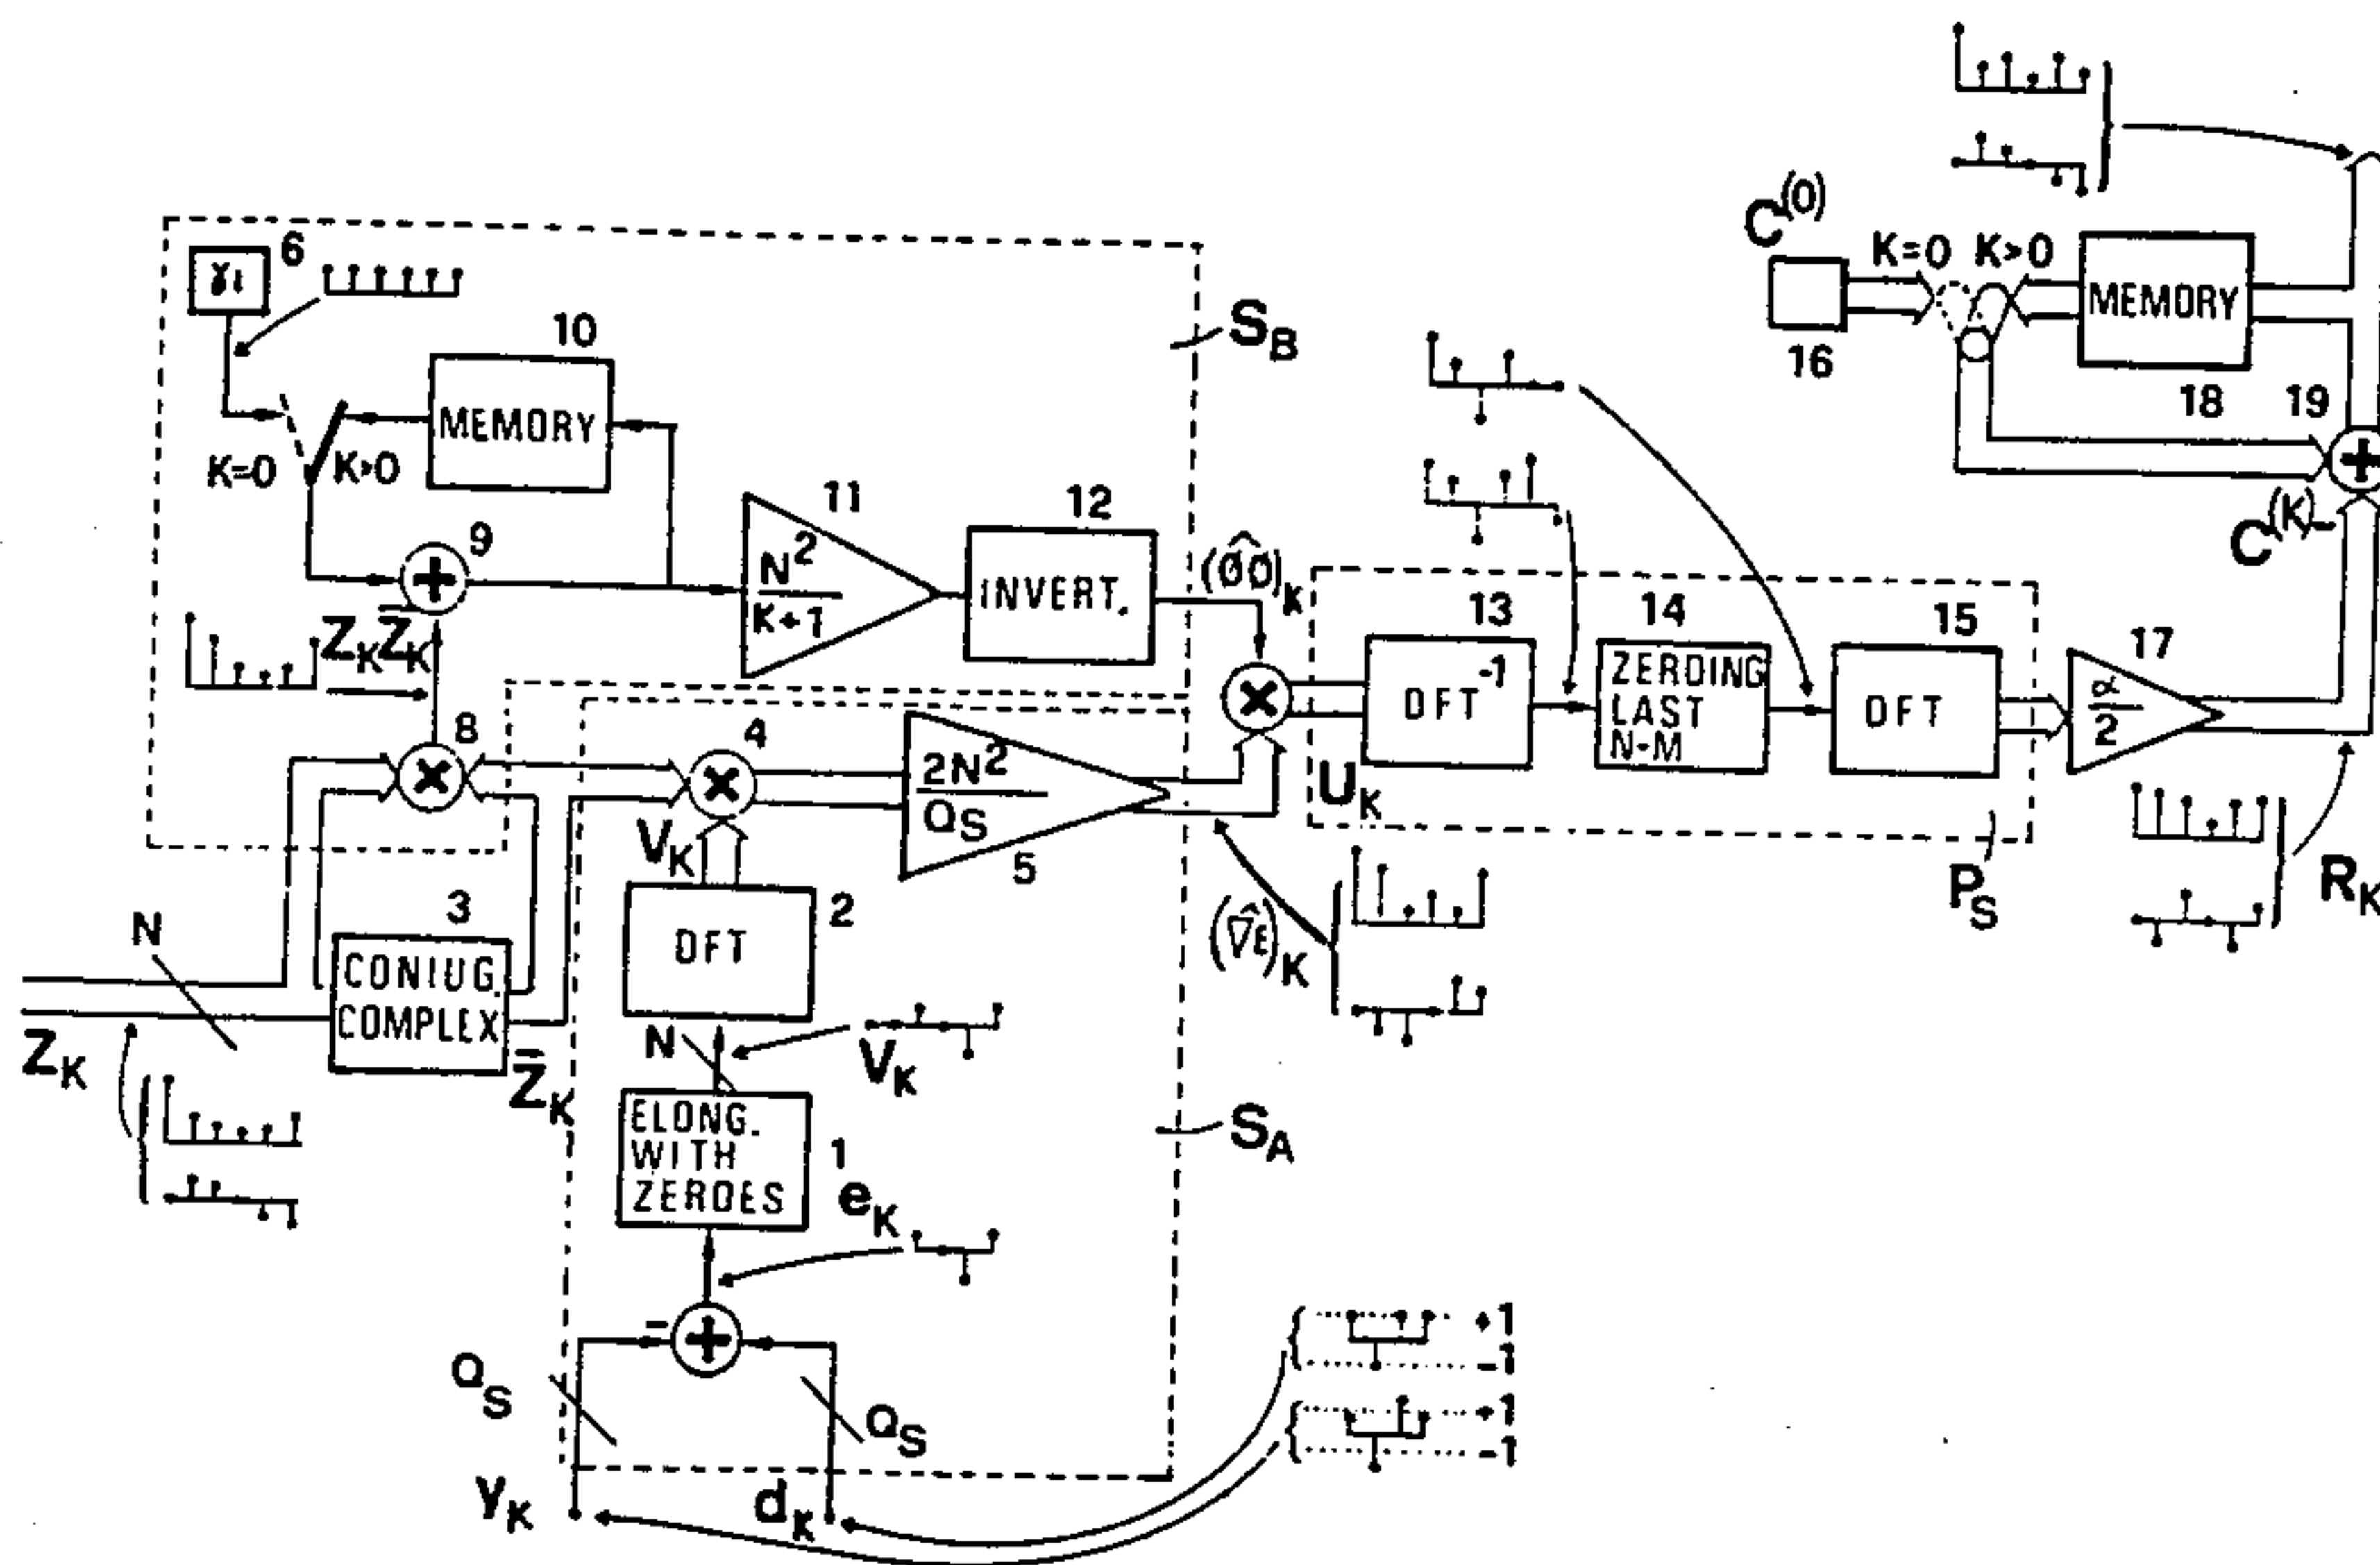 C(0)
K=0 K>0
MEMORY
16
18
19
C(K)
6
γ1
10
MEMORY
K=0 K>0
9
11
N2
K+1
12
INVERT.
SB
(φφ)K
ZKZK
8
4
2N2
QS
5
13
DFT-1
14
ZERDING
LAST
N-M
15
DFT
17
α
2
UK
PS
RK
VK
DFT
2
(∇ε)K
N
3
CONIUG.
COMPLEX
ZK
Z̄K
N
VK
ELONG.
WITH
ZEROES
1
eK
SA
-
QS
QS
YK
dK
+1
-1
+1
-1